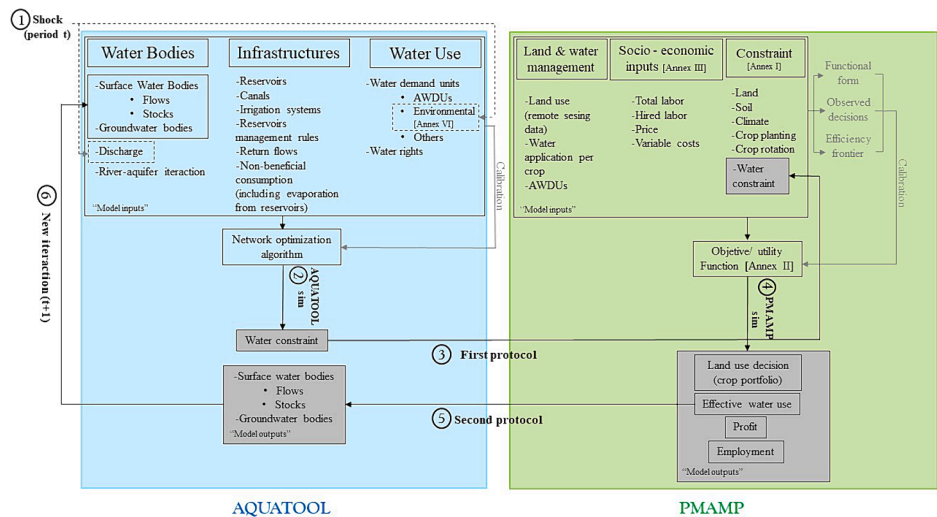 1 Shock
(period t)
Water Bodies
Infrastructures
Water Use
-Surface Water Bodies
• Flows
• Stocks
-Groundwater bodies
-Discharge
-River-aquifer iteraction
"Model inputs"
-Reservoirs
-Canals
-Irrigation systems
-Reservoirs
management rules
-Return flows
-Non-beneficial
consumption
(including evaporation
from reservoirs)
-Water demand units
• AWDUs
• Environmental
[Annex VI]
• Others
-Water rights
Calibration
Network optimization
algorithm
2 AQUATOOL
sim
Water constraint
3 First protocol
-Surface water bodies
• Flows
• Stocks
-Groundwater bodies
"Model outputs"
5 Second protocol
6 New iteraction (t+1)
AQUATOOL
Land & water
management
Socio - economic
inputs [Annex III]
Constraint
[Annex I]
-Land use
(remote sesing
data)
-Water
application per
crop
-AWDUs
"Model inputs"
-Total labor
-Hired labor
-Price
-Variable costs
-Land
-Soil
-Climate
-Crop planting
-Crop rotation
-Water
constraint
Functional
form
Observed
decisions
Efficiency
frontier
Calibration
Objetive/ utility
Function [Annex II]
4 PMAMP
sim
Land use decision
(crop portfolio)
Effective water use
Profit
Employment
"Model outputs"
PMAMP